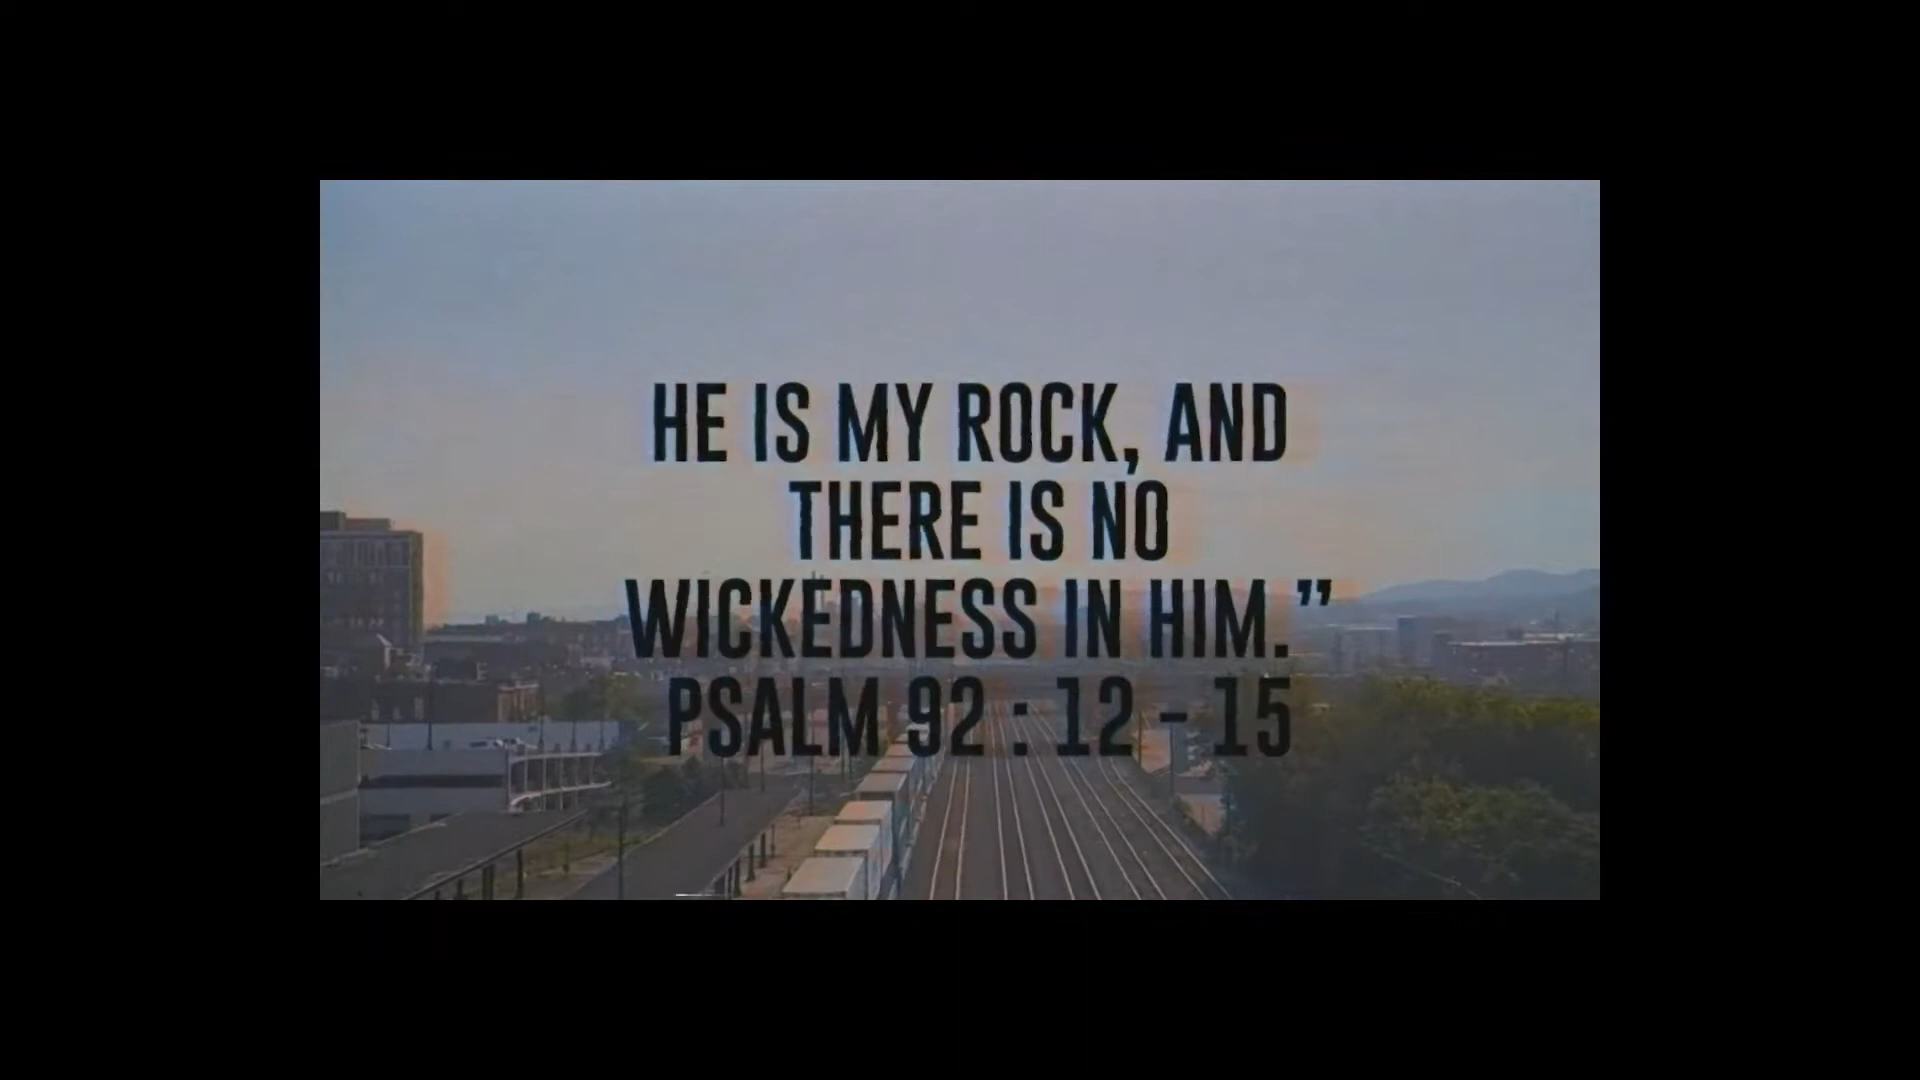 HE IS MY ROCK, AND
THERE IS NO
WICKEDNESS IN HIM.”
PSALM 92 : 12 - 15